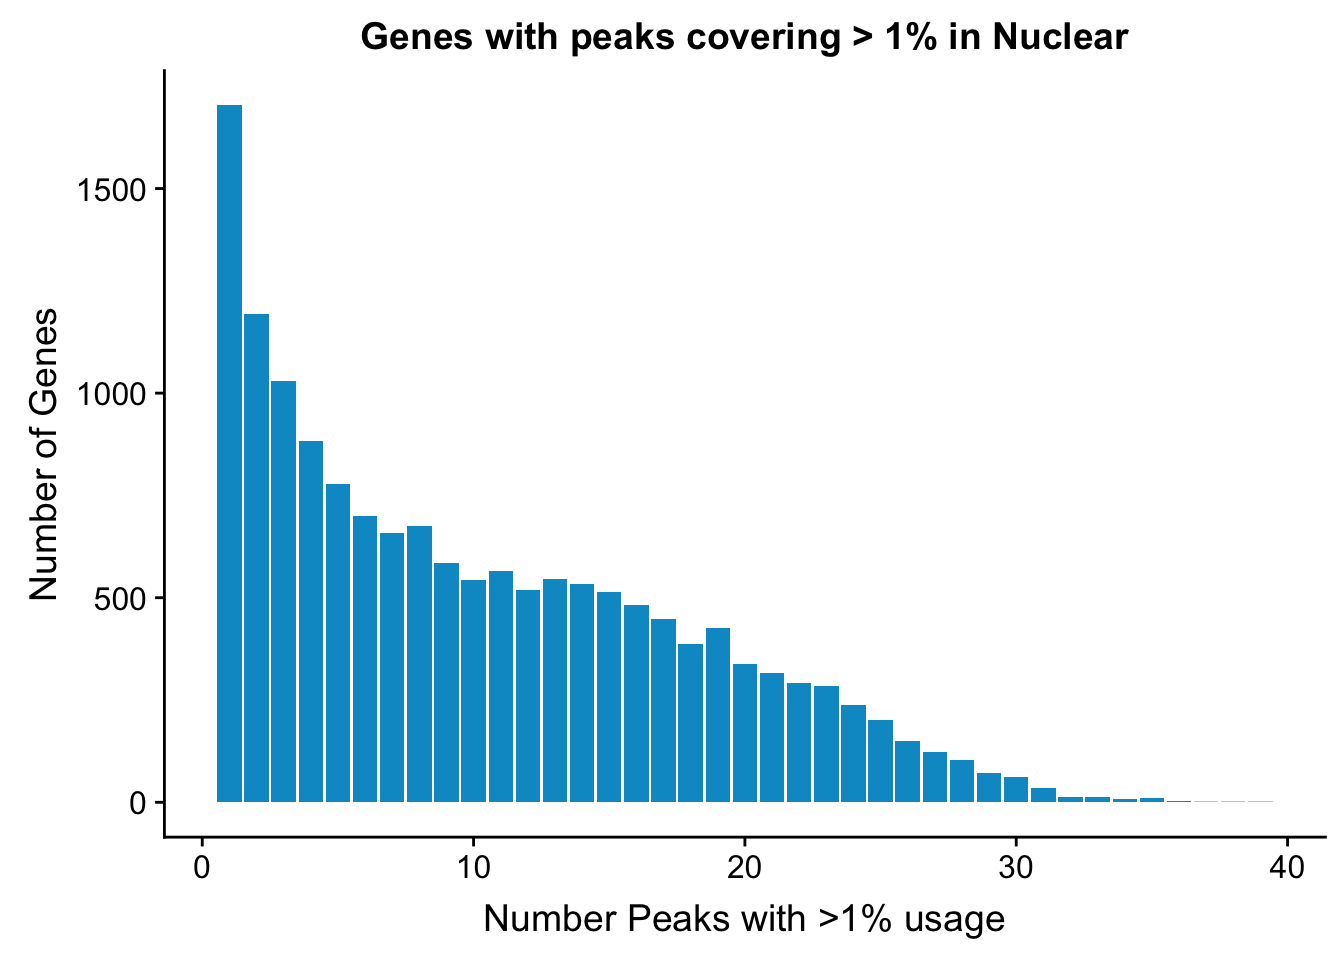 Genes with peaks covering > 1% in Nuclear
1500
1000
500
0
Number of Genes
0 10 20 30 40
Number Peaks with >1% usage